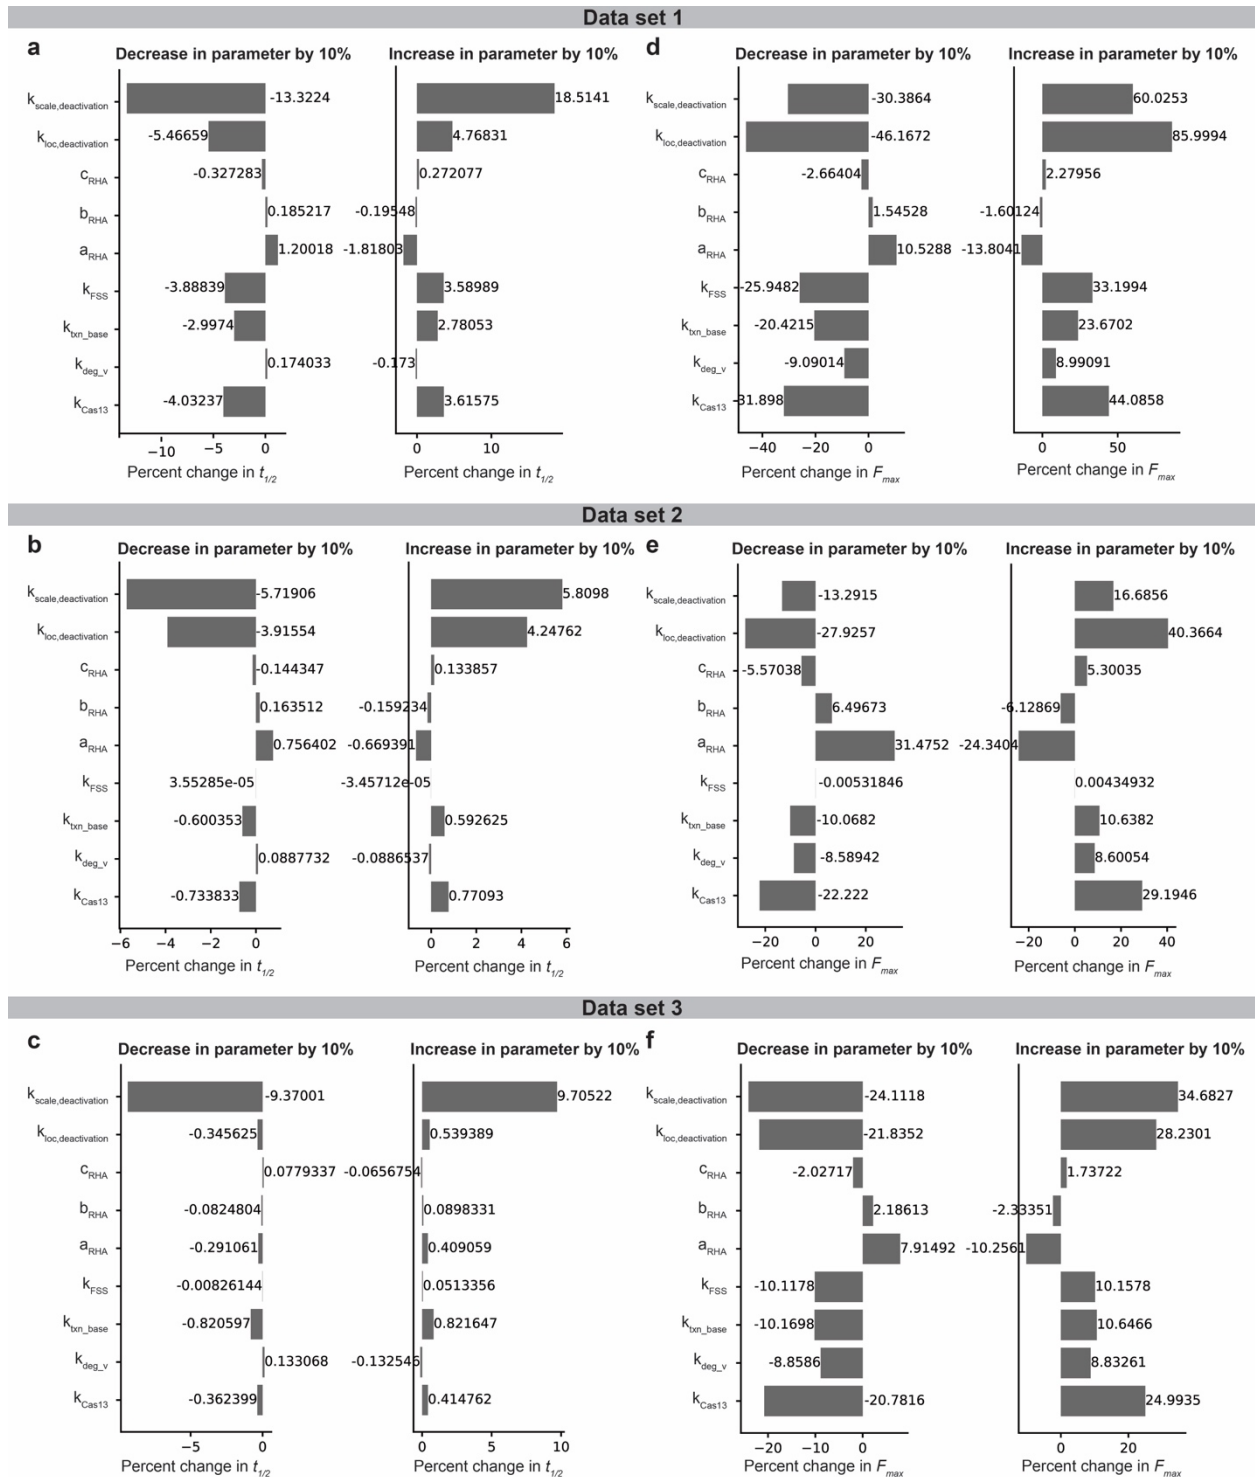 Data set 1
a
Decrease in parameter by 10%
Increase in parameter by 10%
k_scale,deactivation -13.3224 18.5141
k_loc,deactivation -5.46659 4.76831
c_RHA -0.327283 0.272077
b_RHA 0.185217 -0.19548
a_RHA 1.20018 -1.81803
k_FSS -3.88839 3.58989
k_txn_base -2.9974 2.78053
k_deg_v 0.174033 -0.173
k_Cas13 -4.03237 3.61575
−10 −5 0 0 10
Percent change in t_1/2 Percent change in t_1/2
d
Decrease in parameter by 10%
Increase in parameter by 10%
k_scale,deactivation -30.3864 60.0253
k_loc,deactivation -46.1672 85.9994
c_RHA -2.66404 2.27956
b_RHA 1.54528 -1.60124
a_RHA 10.5288 -13.8041
k_FSS -25.9482 33.1994
k_txn_base -20.4215 23.6702
k_deg_v -9.09014 8.99091
k_Cas13 -31.898 44.0858
−40 −20 0 0 50
Percent change in F_max Percent change in F_max
Data set 2
b
Decrease in parameter by 10%
Increase in parameter by 10%
k_scale,deactivation -5.71906 5.8098
k_loc,deactivation -3.91554 4.24762
c_RHA -0.144347 0.133857
b_RHA 0.163512 -0.159234
a_RHA 0.756402 -0.669391
k_FSS 3.55285e-05 -3.45712e-05
k_txn_base -0.600353 0.592625
k_deg_v 0.0887732 -0.0886537
k_Cas13 -0.733833 0.77093
−6 −4 −2 0 0 2 4 6
Percent change in t_1/2 Percent change in t_1/2
e
Decrease in parameter by 10%
Increase in parameter by 10%
k_scale,deactivation -13.2915 16.6856
k_loc,deactivation -27.9257 40.3664
c_RHA -5.57038 5.30035
b_RHA 6.49673 -6.12869
a_RHA 31.4752 -24.3404
k_FSS -0.00531846 0.00434932
k_txn_base -10.0682 10.6382
k_deg_v -8.58942 8.60054
k_Cas13 -22.222 29.1946
−20 0 20 −20 0 20 40
Percent change in F_max Percent change in F_max
Data set 3
c
Decrease in parameter by 10%
Increase in parameter by 10%
k_scale,deactivation -9.37001 9.70522
k_loc,deactivation -0.345625 0.539389
c_RHA 0.0779337 -0.0656754
b_RHA -0.0824804 0.0898331
a_RHA -0.291061 0.409059
k_FSS -0.00826144 0.0513356
k_txn_base -0.820597 0.821647
k_deg_v 0.133068 -0.132546
k_Cas13 -0.362399 0.414762
−5 0 0 5 10
Percent change in t_1/2 Percent change in t_1/2
f
Decrease in parameter by 10%
Increase in parameter by 10%
k_scale,deactivation -24.1118 34.6827
k_loc,deactivation -21.8352 28.2301
c_RHA -2.02717 1.73722
b_RHA 2.18613 -2.33351
a_RHA 7.91492 -10.2561
k_FSS -10.1178 10.1578
k_txn_base -10.1698 10.6466
k_deg_v -8.8586 8.83261
k_Cas13 -20.7816 24.9935
−20 −10 0 0 20
Percent change in F_max Percent change in F_max